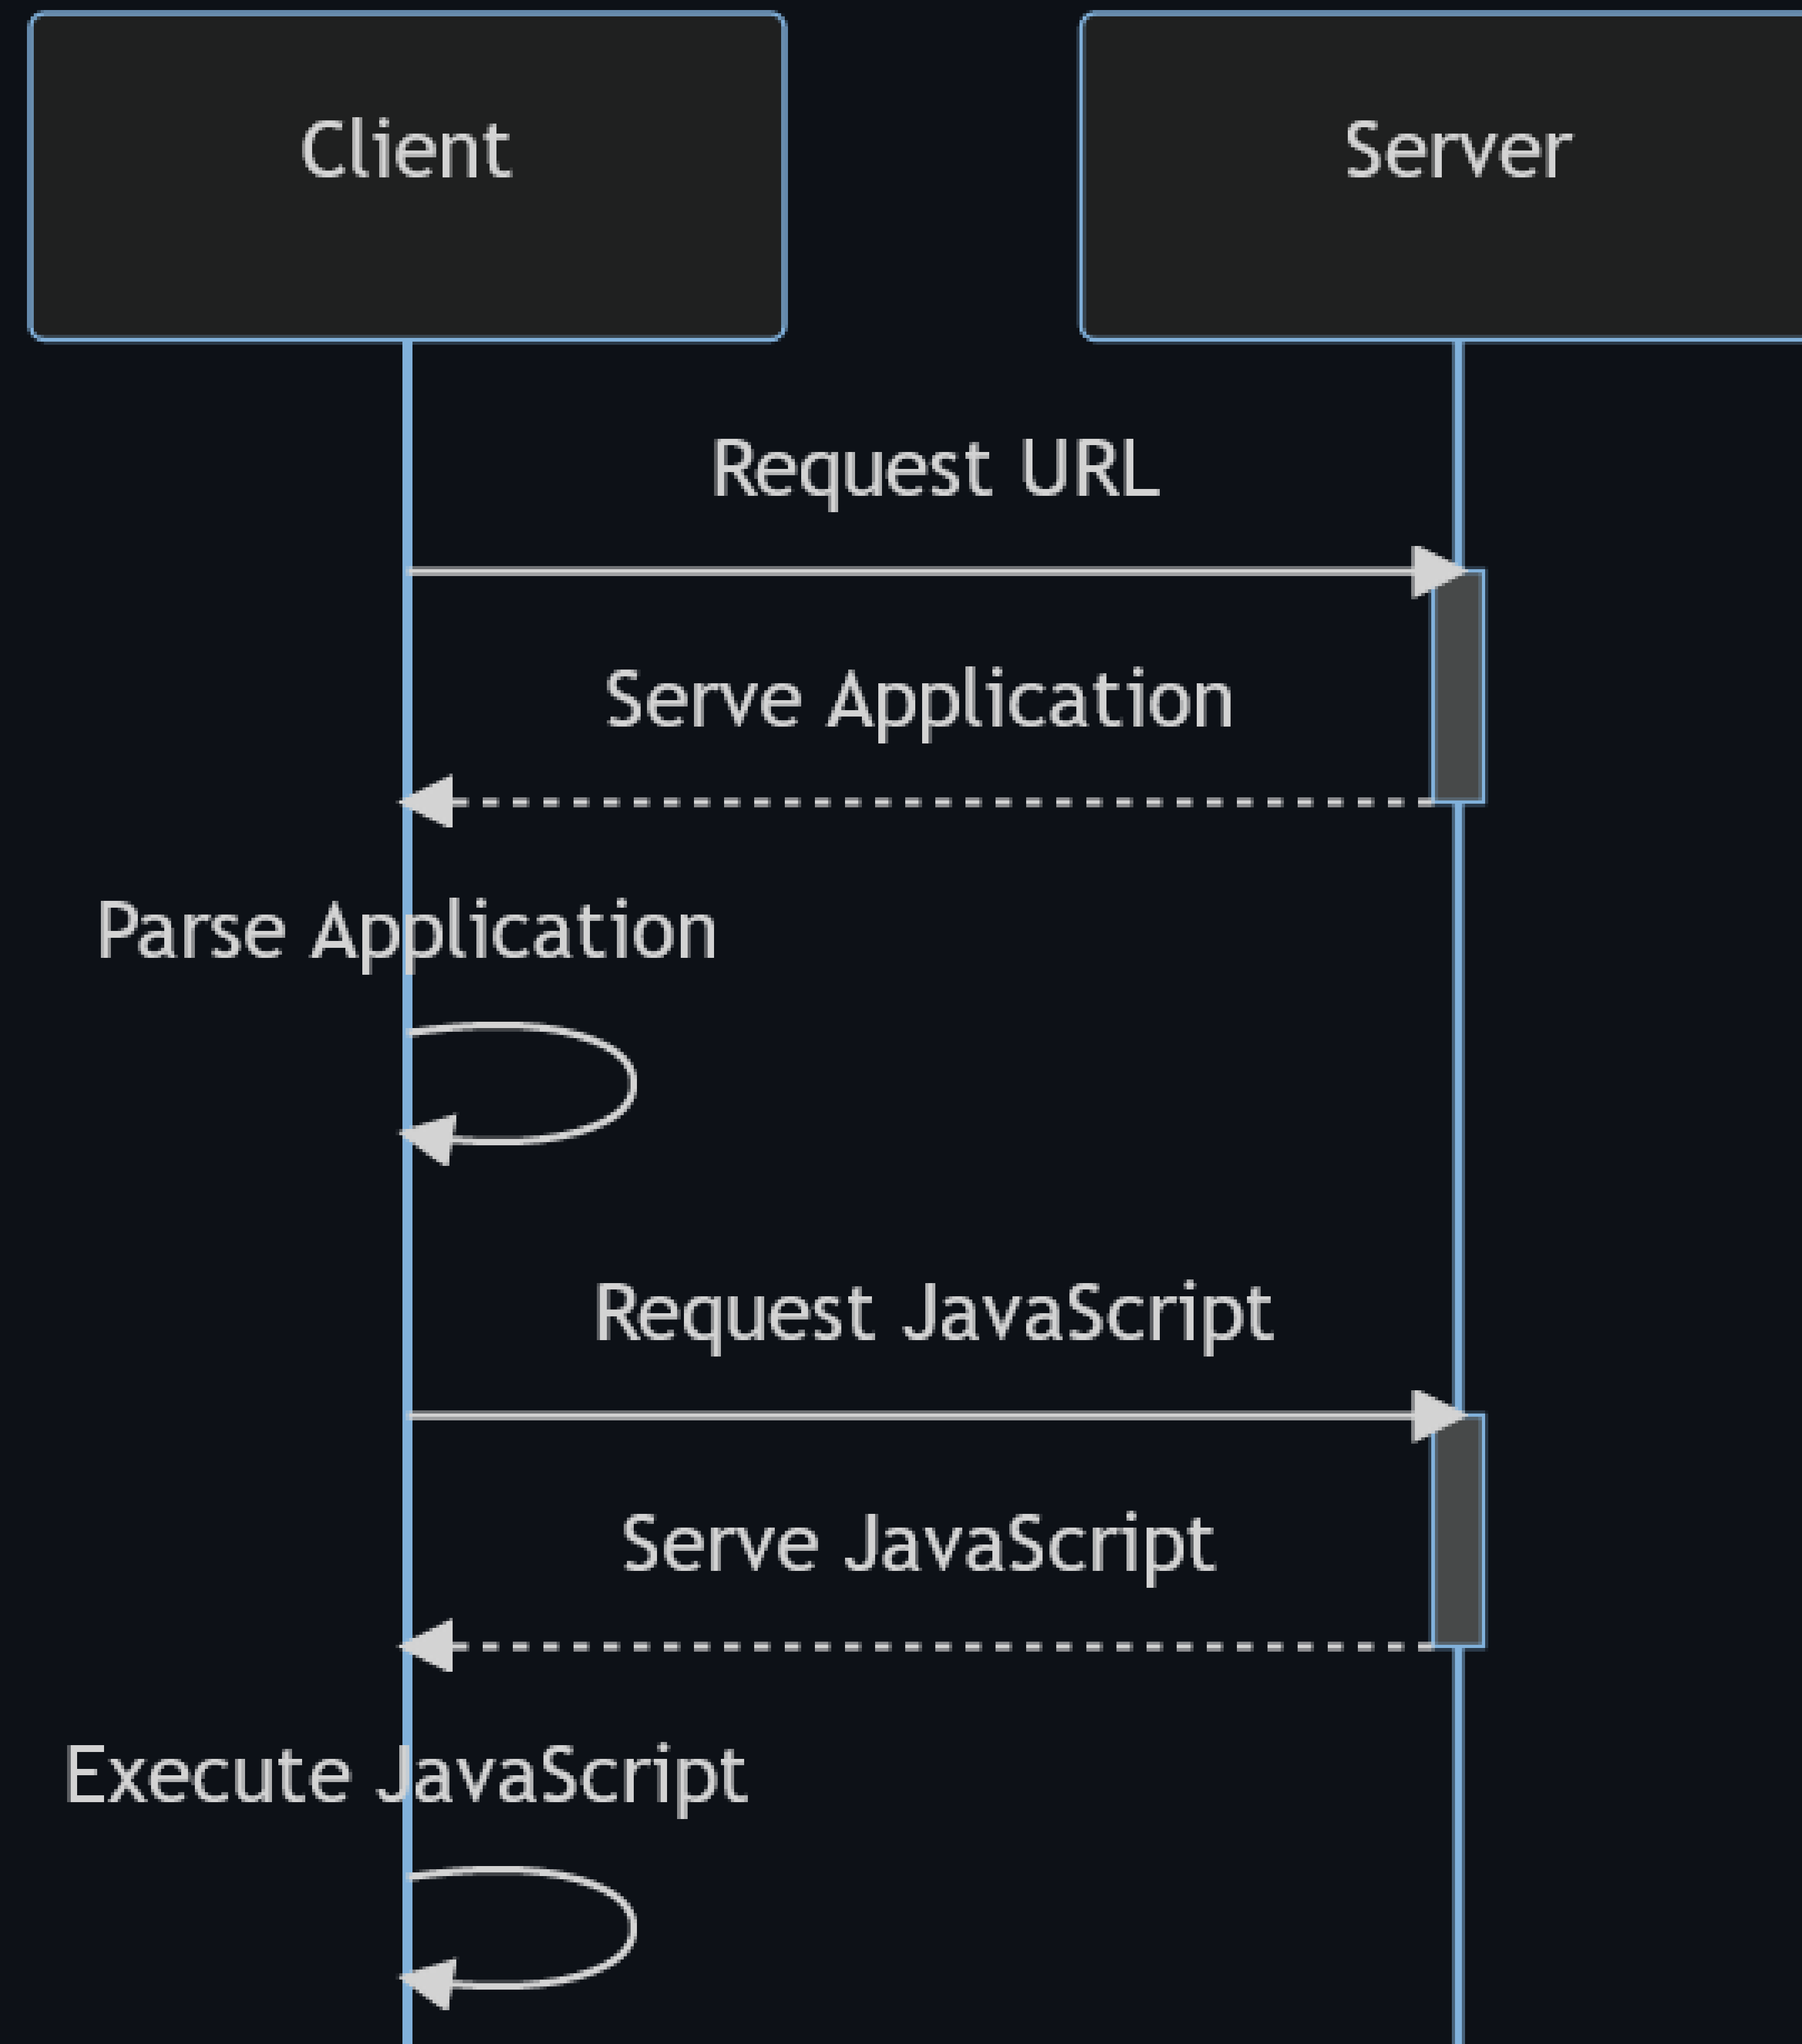 Client
Server
Request URL
Serve Application
Parse Application
Request JavaScript
Serve JavaScript
Execute JavaScript